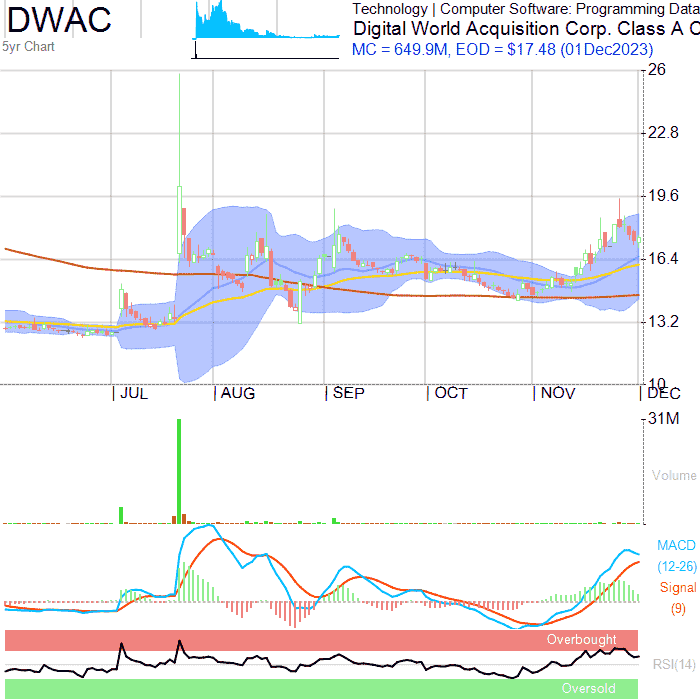 DWAC
5yr Chart
Technology | Computer Software: Programming Data
Digital World Acquisition Corp. Class A C
MC = 649.9M, EOD = $17.48 (01Dec2023)
26
22.8
19.6
16.4
13.2
10
| JUL | AUG | SEP | OCT | NOV | DEC
31M
Volume
MACD
(12-26)
Signal
(9)
Overbought
RSI(14)
Oversold